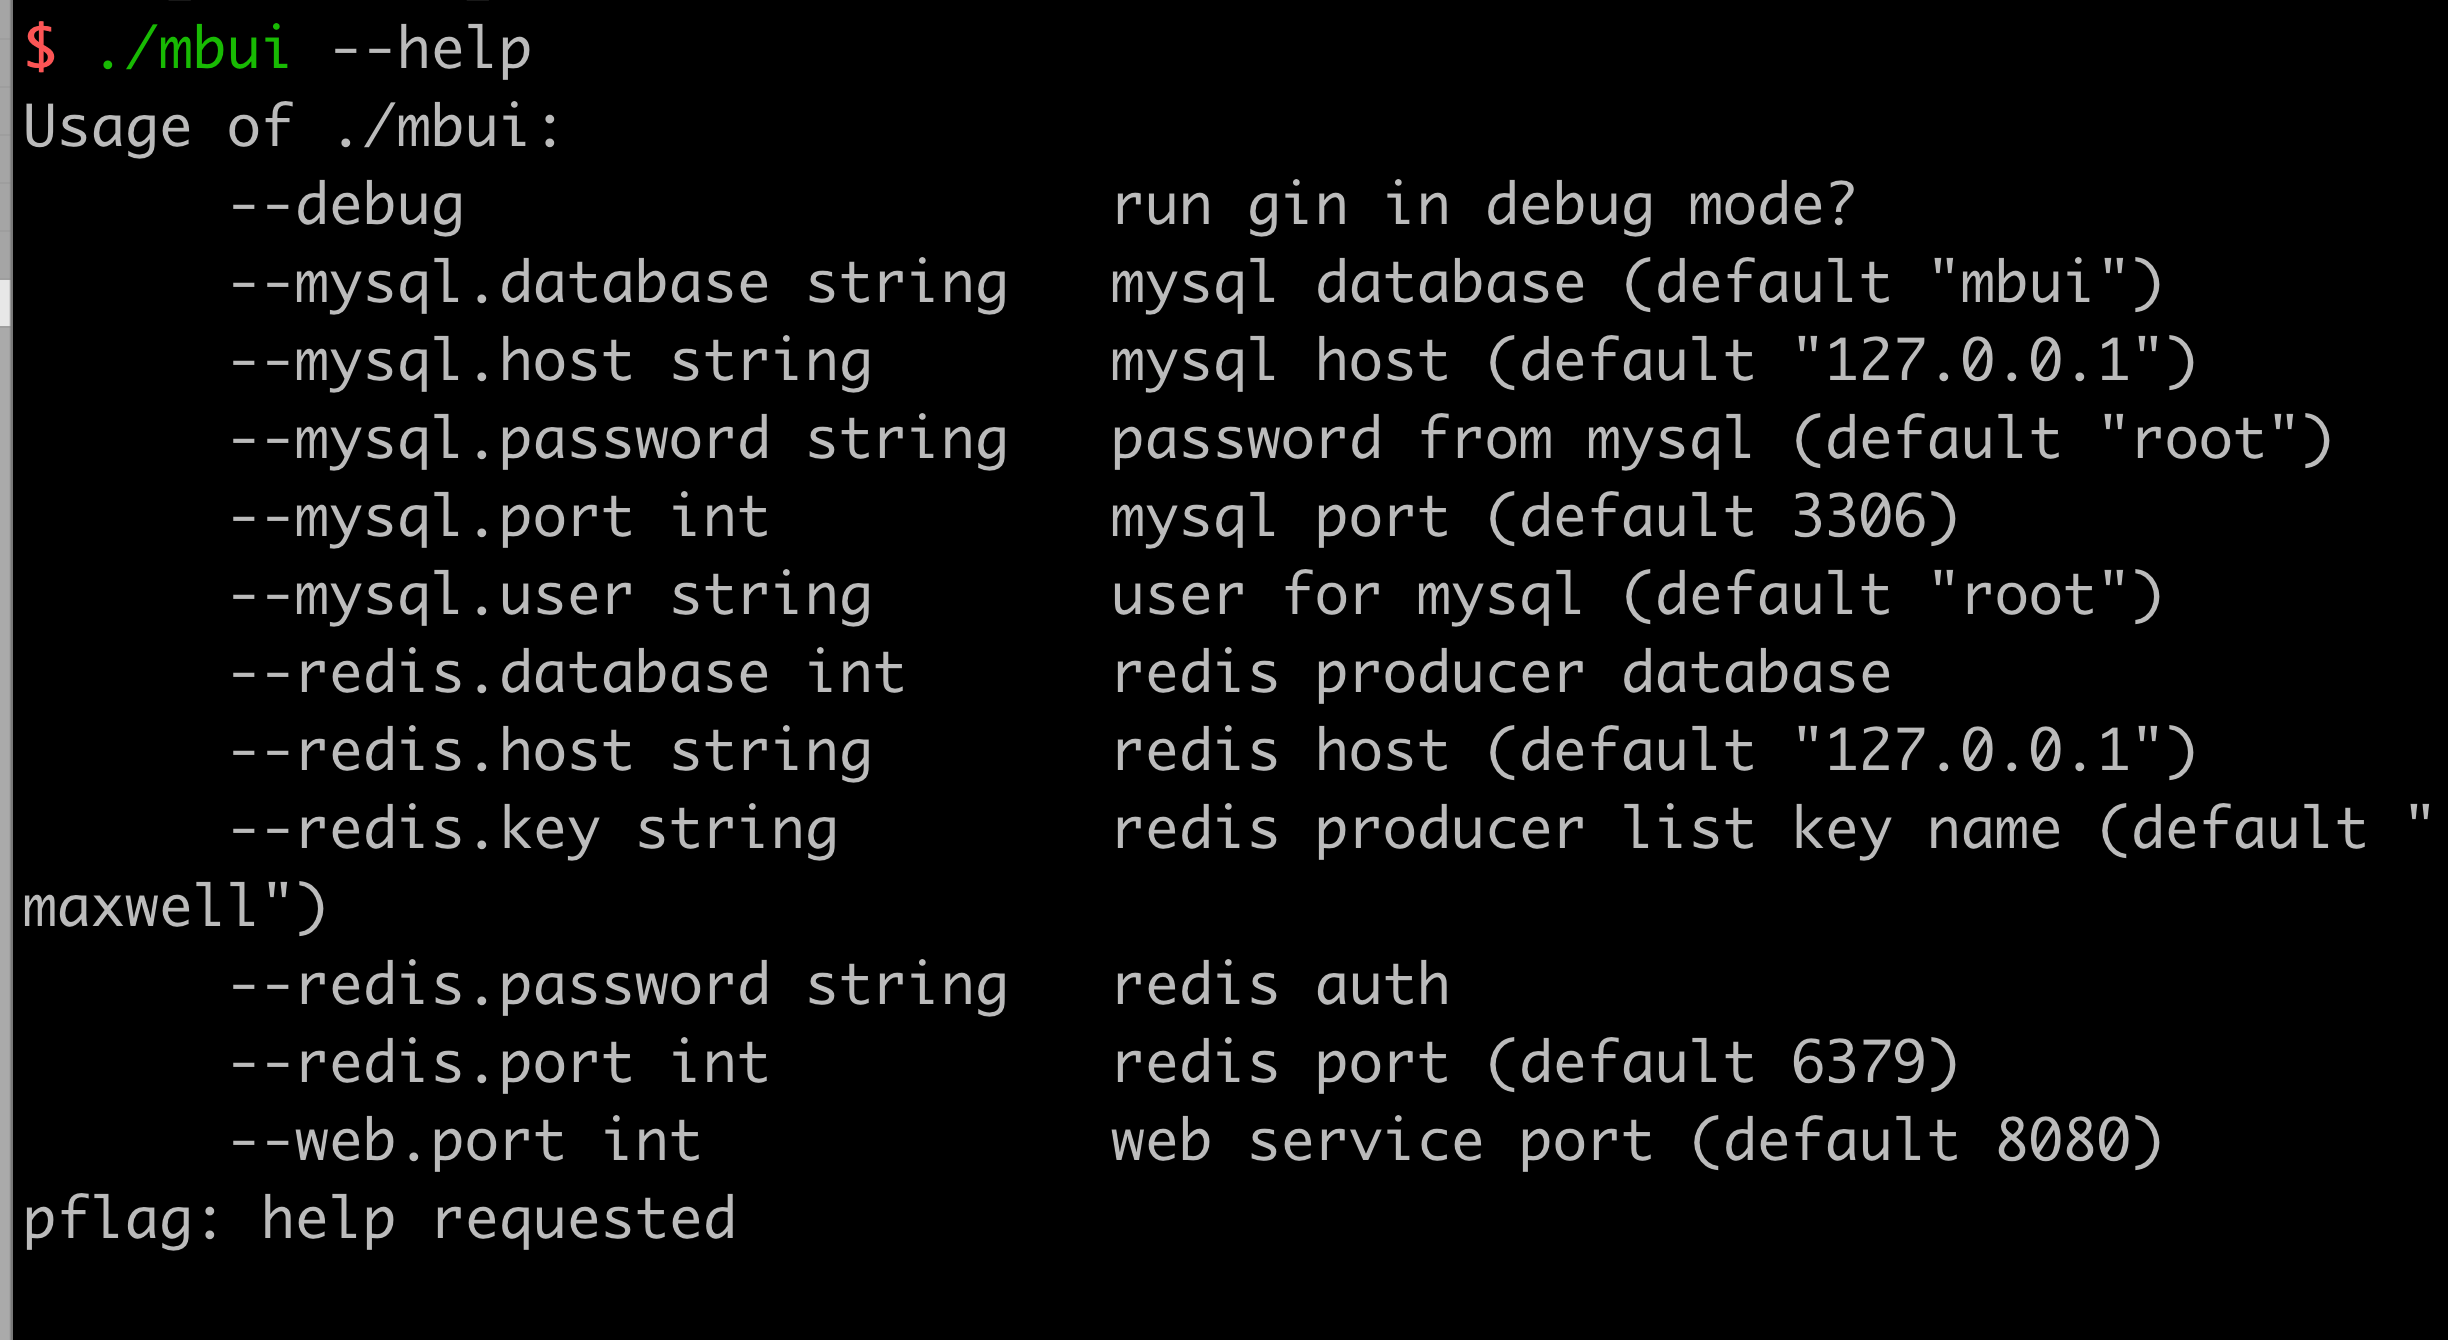 $ ./mbui --help
Usage of ./mbui:
      --debug                   run gin in debug mode?
      --mysql.database string   mysql database (default "mbui")
      --mysql.host string       mysql host (default "127.0.0.1")
      --mysql.password string   password from mysql (default "root")
      --mysql.port int          mysql port (default 3306)
      --mysql.user string       user for mysql (default "root")
      --redis.database int      redis producer database
      --redis.host string       redis host (default "127.0.0.1")
      --redis.key string        redis producer list key name (default "
maxwell")
      --redis.password string   redis auth
      --redis.port int          redis port (default 6379)
      --web.port int            web service port (default 8080)
pflag: help requested